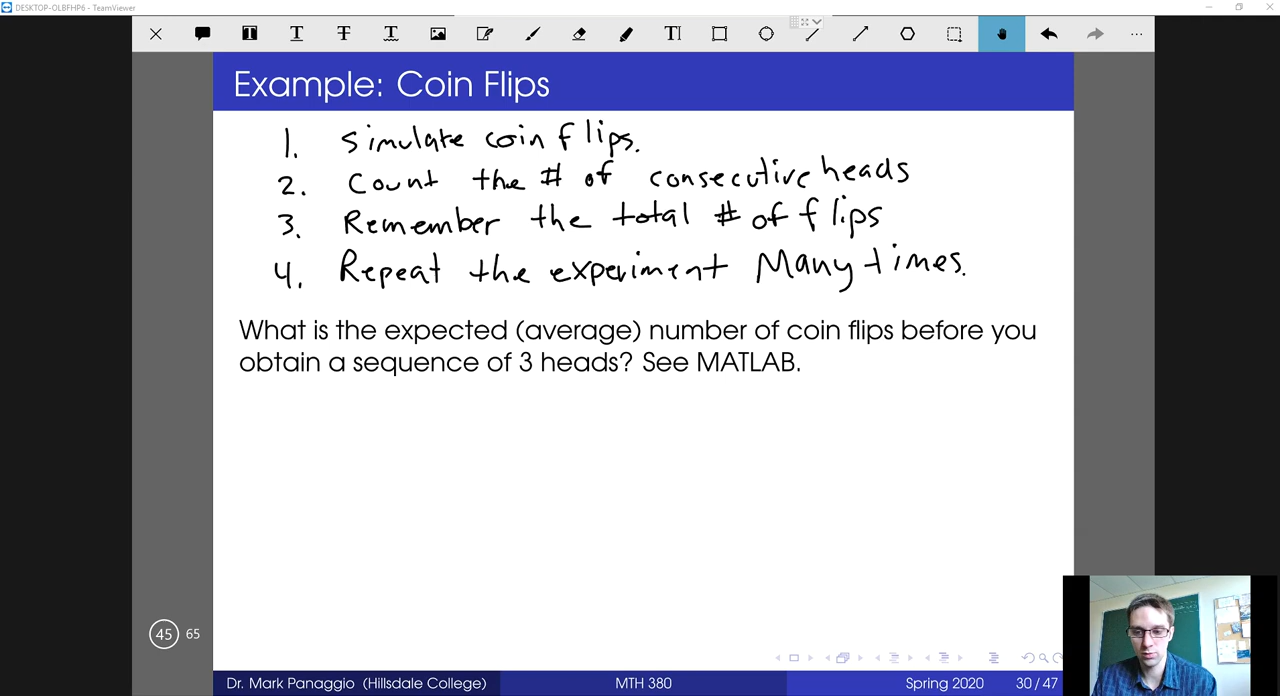 DESKTOP-OLBFHP6 - TeamViewer
Example: Coin Flips
1. Simulate coin flips.
2. Count the # of consecutive heads
3. Remember the total # of flips
4. Repeat the experiment Many times.
What is the expected (average) number of coin flips before you
obtain a sequence of 3 heads? See MATLAB.
45 65
Dr. Mark Panaggio (Hillsdale College) MTH 380 Spring 2020 30/47